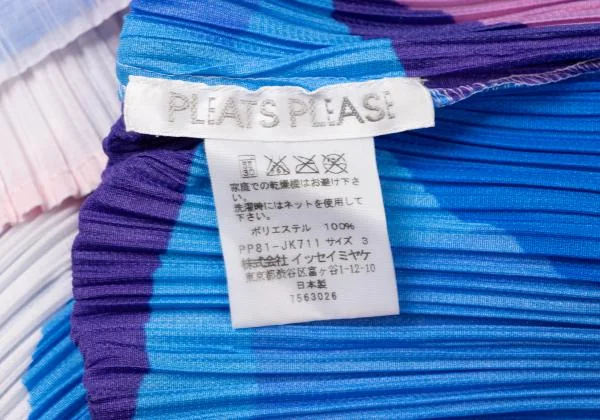 PLEATS PLEASE
家庭での乾燥機はお避け下さ
い。
洗濯時にはネットを使用して
下さい。
ポリエステル 100%
PP81-JK711 サイズ 3
株式会社 イッセイミヤケ
東京都渋谷区富ヶ谷1-12-10
日本製
7563026